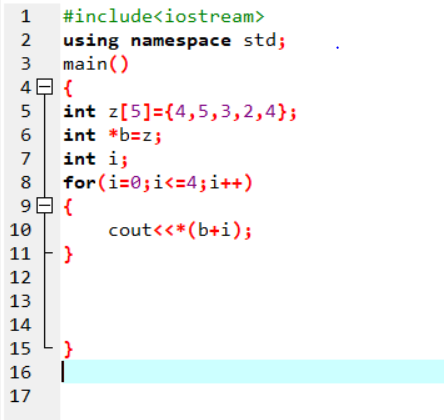 1 #include<iostream>
2 using namespace std;
3 main()
4 {
5 int z[5]={4,5,3,2,4};
6 int *b=z;
7 int i;
8 for(i=0;i<=4;i++)
9 {
10 cout<<*(b+i);
11 }
12
13
14
15 }
16
17